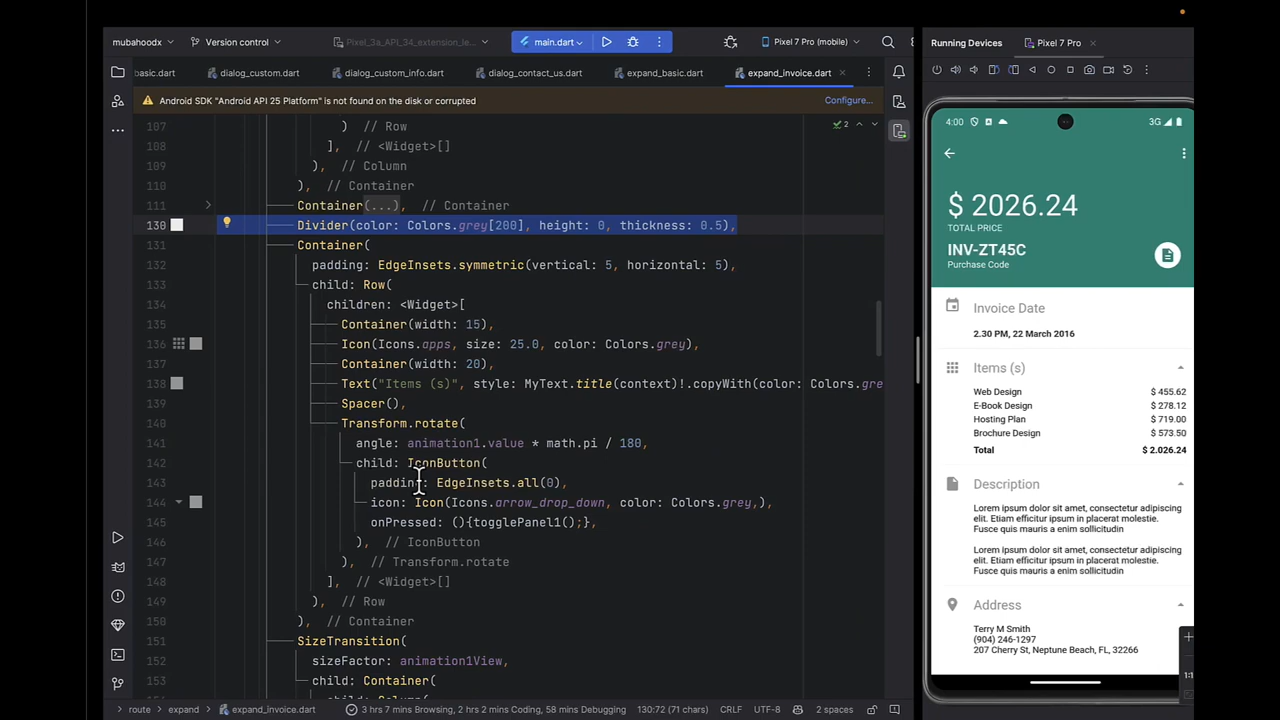 mubahoodx
Version control
Pixel_3a_API_34_extension_le...
main.dart
Pixel 7 Pro (mobile)
Running Devices
Pixel 7 Pro
basic.dart
dialog_custom.dart
dialog_custom_info.dart
dialog_contact_us.dart
expand_basic.dart
expand_invoice.dart
Android SDK "Android API 25 Platform" is not found on the disk or corrupted
Configure...
2
107 ) // Row
108 ], // <Widget>[]
109 ), // Column
110 ), // Container
111 Container(...), // Container
130 Divider(color: Colors.grey[200], height: 0, thickness: 0.5),
131 Container(
132 padding: EdgeInsets.symmetric(vertical: 5, horizontal: 5),
133 child: Row(
134 children: <Widget>[
135 Container(width: 15),
136 Icon(Icons.apps, size: 25.0, color: Colors.grey),
137 Container(width: 20),
138 Text("Items (s)", style: MyText.title(context)!.copyWith(color: Colors.gre
139 Spacer(),
140 Transform.rotate(
141 angle: animation1.value * math.pi / 180,
142 child: IconButton(
143 padding: EdgeInsets.all(0),
144 icon: Icon(Icons.arrow_drop_down, color: Colors.grey,),
145 onPressed: (){togglePanel1();},
146 ), // IconButton
147 ), // Transform.rotate
148 ], // <Widget>[]
149 ), // Row
150 ), // Container
151 SizeTransition(
152 sizeFactor: animation1View,
153 child: Container(
route
expand
expand_invoice.dart
3 hrs 7 mins Browsing, 2 hrs 2 mins Coding, 58 mins Debugging
130:72 (71 chars)
CRLF
UTF-8
2 spaces
4:00
3G
$ 2026.24
TOTAL PRICE
INV-ZT45C
Purchase Code
Invoice Date
2.30 PM, 22 March 2016
Items (s)
Web Design $ 455.62
E-Book Design $ 278.12
Hosting Plan $ 719.00
Brochure Design $ 573.50
Total $ 2.026.24
Description
Lorem ipsum dolor sit amet, consectetur adipiscing
elit. Etiam efficitur ipsum in placerat molestie.
Fusce quis mauris a enim sollicitudin
Lorem ipsum dolor sit amet, consectetur adipiscing
elit. Etiam efficitur ipsum in placerat molestie.
Fusce quis mauris a enim sollicitudin
Address
Terry M Smith
(904) 246-1297
207 Cherry St, Neptune Beach, FL, 32266
1:1